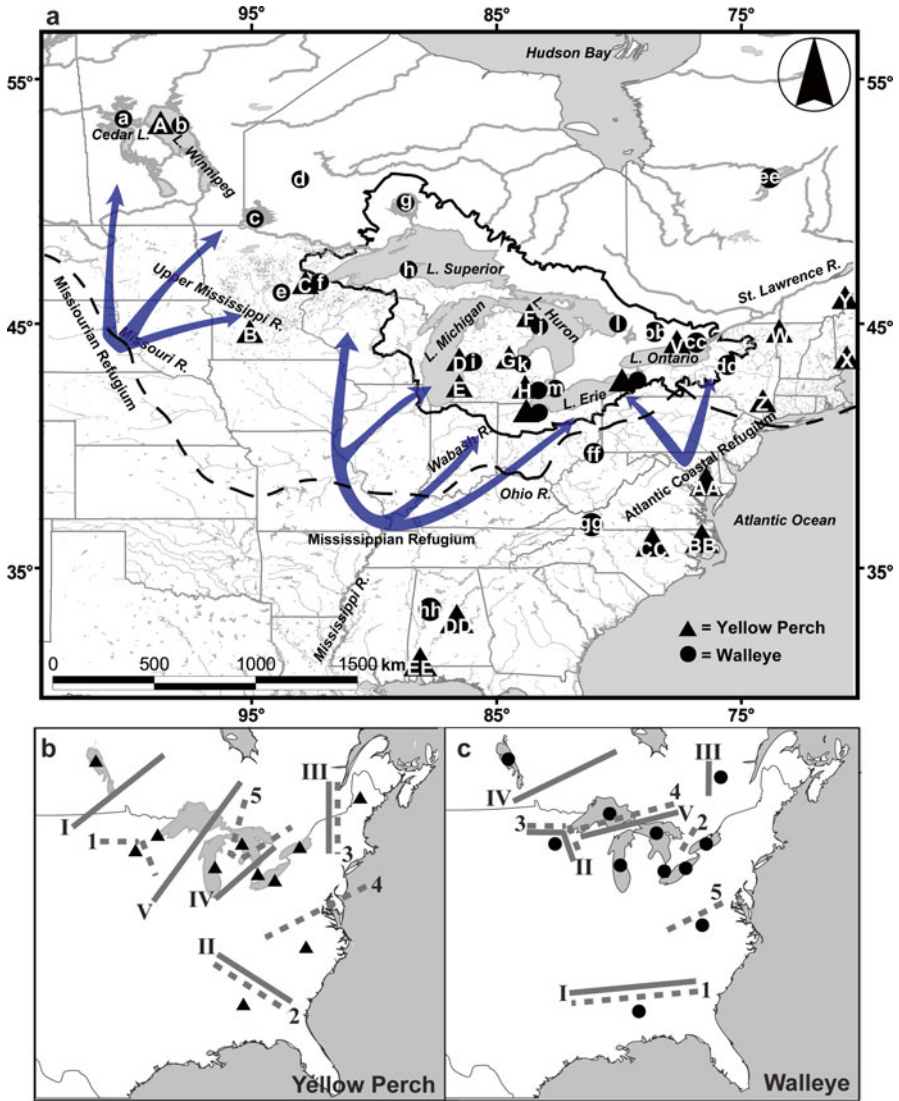 a
95°
85°
75°
Hudson Bay
55°
55°
a
A
b
Cedar L.
L. Winnipeg
d
ee
c
g
h
L. Superior
St. Lawrence R.
e
C
f
Upper Mississippi R.
Y
45°
45°
B
F
j
l
bb
W
L. Huron
V
cc
L. Michigan
L. Ontario
Missourian Refugium
Missouri R.
D
i
G
k
dd
X
E
H
m
L. Erie
Z
Wabash R.
ff
Ohio R.
Atlantic Coastal Refugium
AA
gg
Atlantic Ocean
Mississippian Refugium
CC
BB
35°
35°
Mississippi R.
hh
DD
= Yellow Perch
= Walleye
EE
0 500 1000 1500 km
95°
85°
75°
b
III
I
5
1
3
V
IV
4
II
2
Yellow Perch
c
III
IV
4
V
3
2
II
5
I
1
Walleye